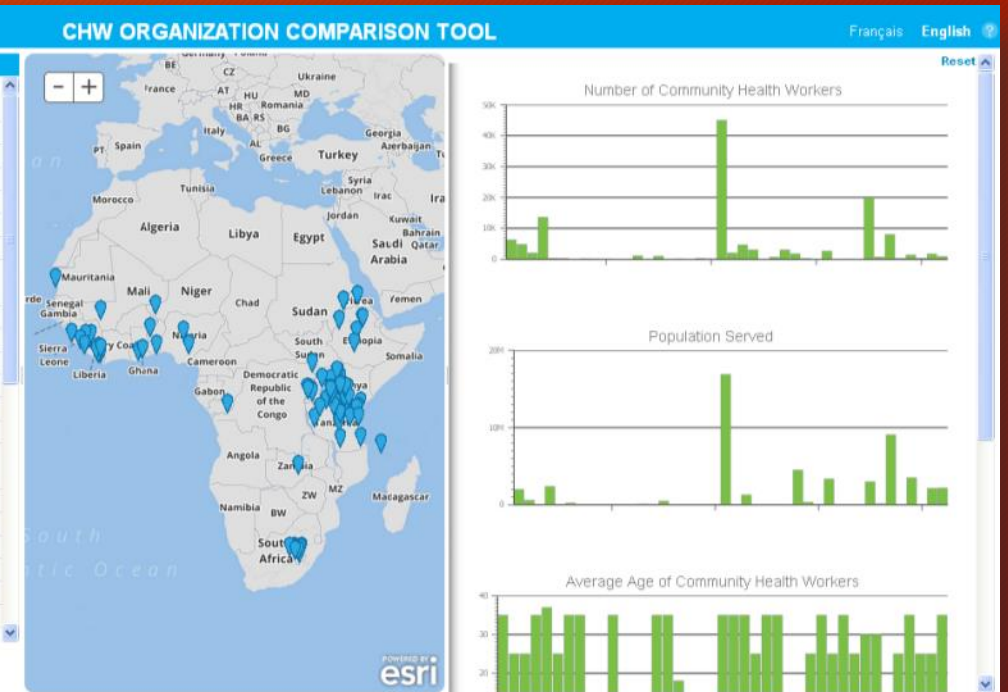 CHW ORGANIZATION COMPARISON TOOL
Français English ?
Reset
- +
BE
CZ
Ukraine
France
AT
HU
MD
HR
Romania
BA RS
BG
Italy
Georgia
PT
Spain
AL
Azerbaijan
Greece
Turkey
Tunisia
Syria
Lebanon
Iraq
Morocco
Jordan
Kuwait
Algeria
Libya
Egypt
Bahrain
Saudi
Qatar
Arabia
Mauritania
Mali
Niger
Chad
Sudan
Yemen
Senegal
Gambia
South
Somalia
Sierra
Leone
Liberia
Ghana
Cameroon
Democratic
Republic
of the
Congo
Gabon
Angola
ZW
MZ
Namibia
BW
Madagascar
South
Africa
South
Ocean
POWERED BY
esri
Number of Community Health Workers
50K
40K
30K
20K
10K
0
Population Served
20M
10M
0
Average Age of Community Health Workers
40
30
20